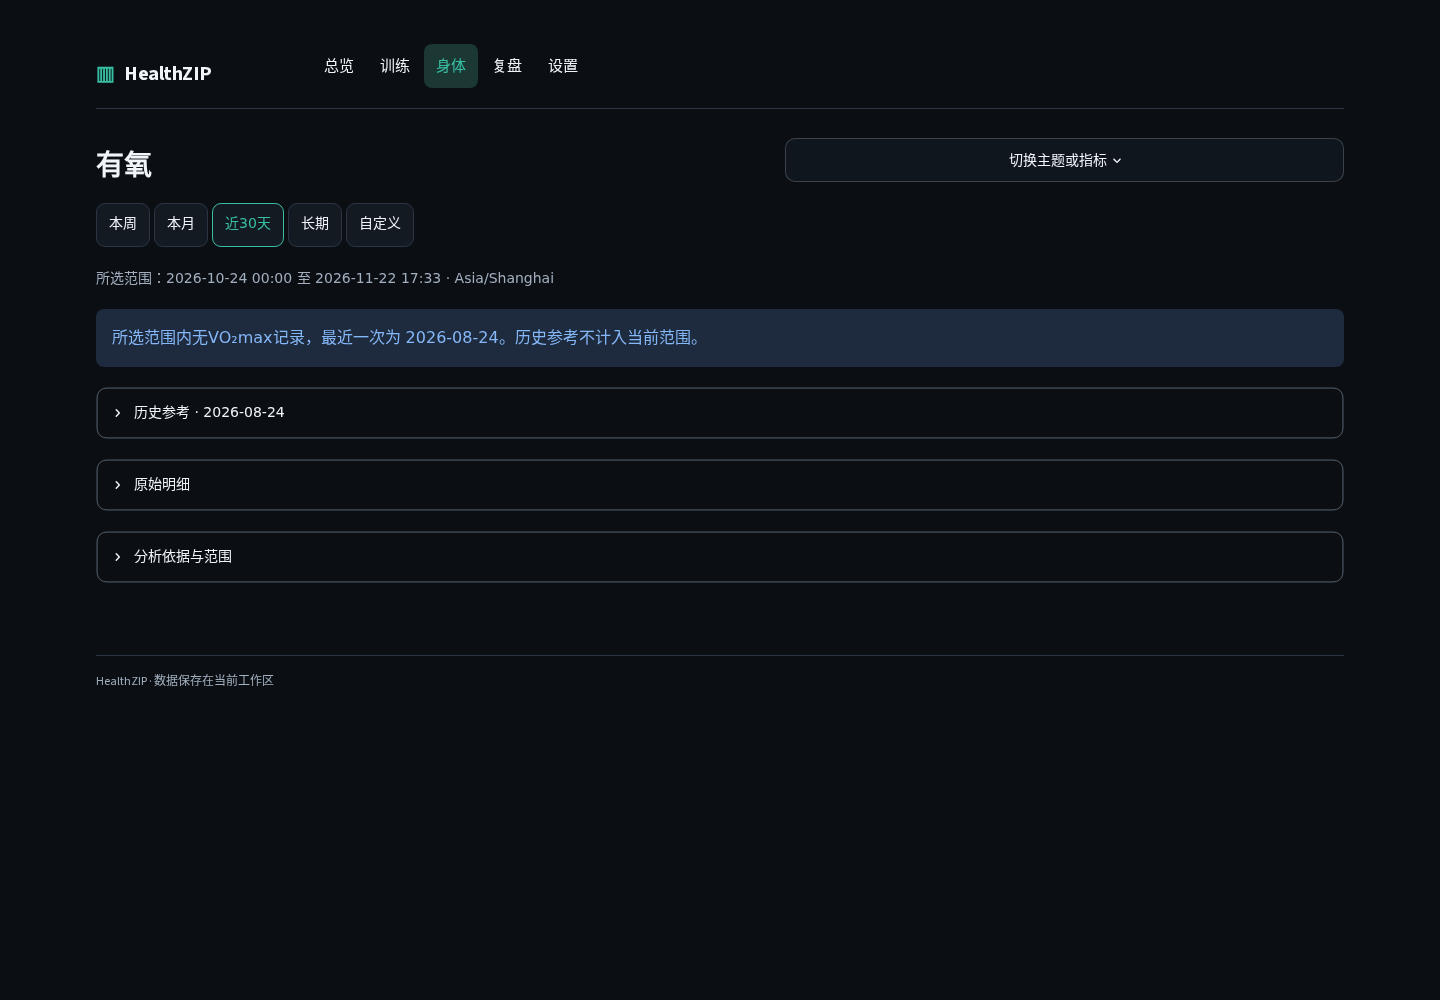 HealthZIP
总览 训练 身体 复盘 设置
有氧
切换主题或指标
本周 本月 近30天 长期 自定义
所选范围：2026-10-24 00:00 至 2026-11-22 17:33 · Asia/Shanghai
所选范围内无VO₂max记录，最近一次为 2026-08-24。历史参考不计入当前范围。
历史参考 · 2026-08-24
原始明细
分析依据与范围
HealthZIP · 数据保存在当前工作区